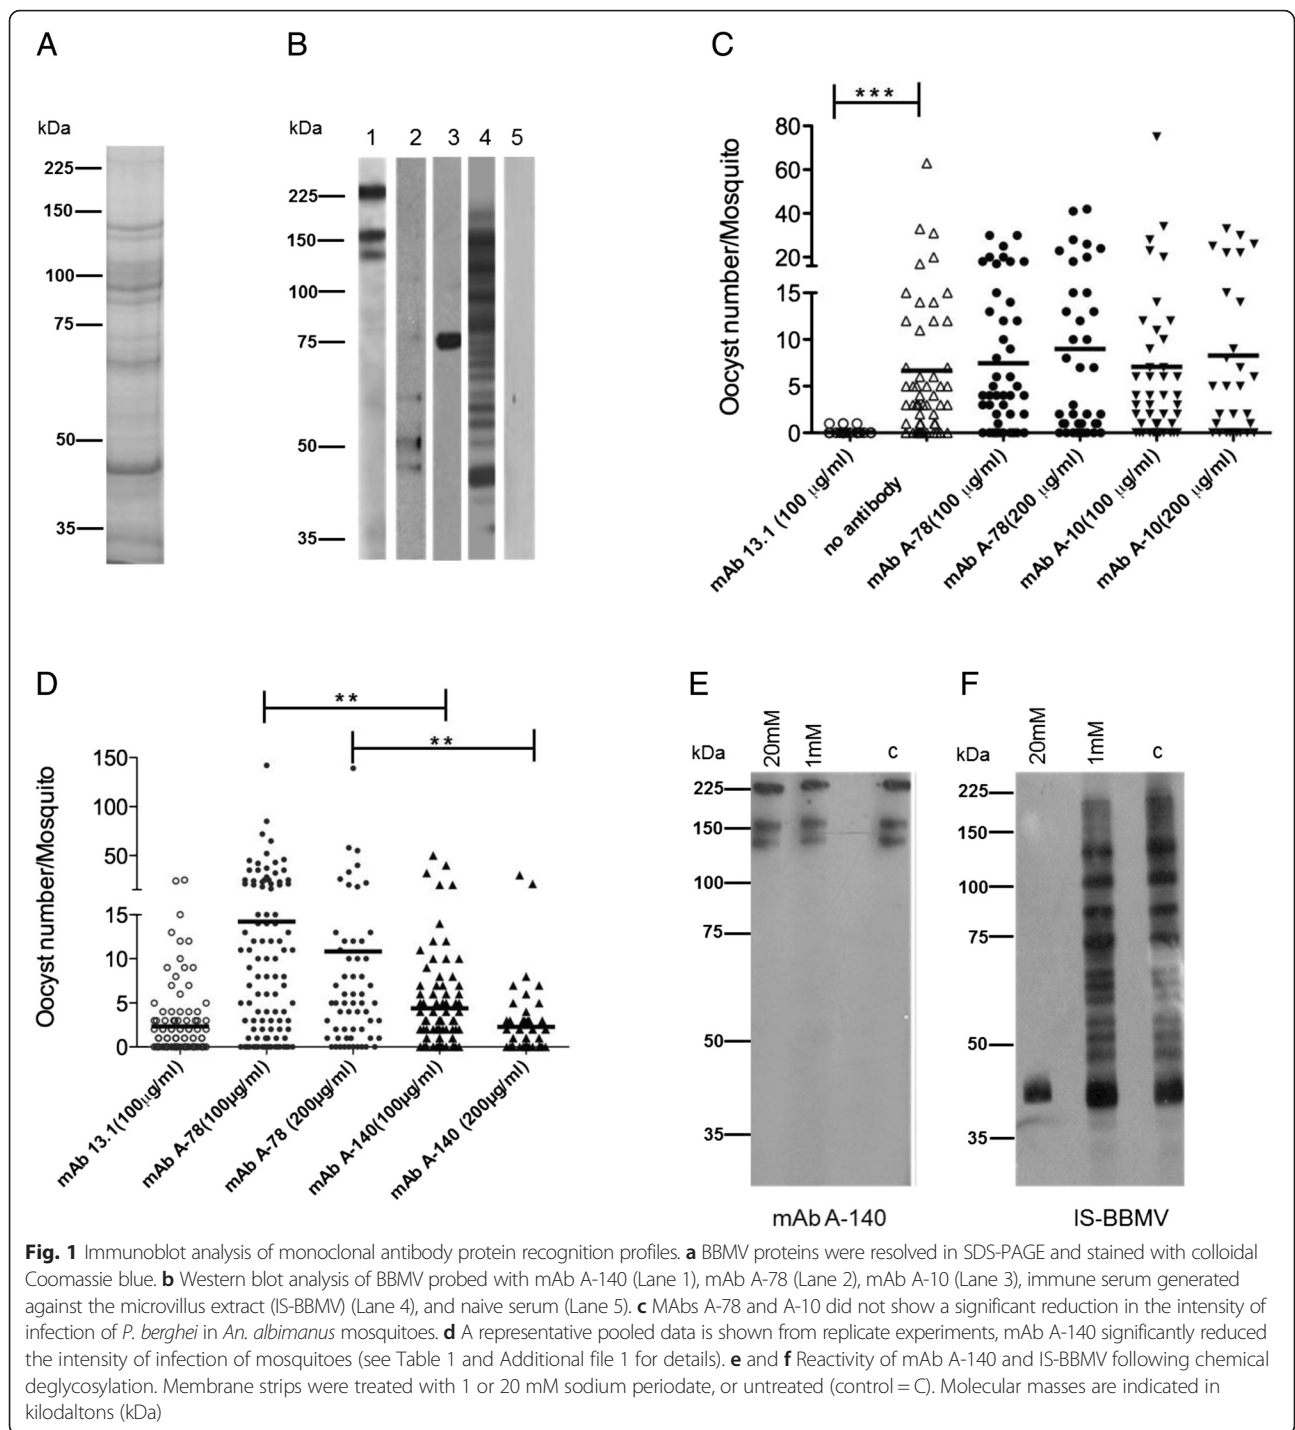 A
kDa
225
150
100
75
50
35
B
kDa
1 2 3 4 5
225
150
100
75
50
35
C
***
Oocyst number/Mosquito
80
60
40
20
15
10
5
0
mAb 13.1 (100 µg/ml)
no antibody
mAb A-78(100 µg/ml)
mAb A-78(200 µg/ml)
mAb A-10(100 µg/ml)
mAb A-10(200 µg/ml)
D
**
**
Oocyst number/Mosquito
150
100
50
15
10
5
0
mAb 13.1(100µg/ml)
mAb A-78(100µg/ml)
mAb A-78 (200µg/ml)
mAb A-140(100µg/ml)
mAb A-140 (200µg/ml)
E
kDa
20mM
1mM
c
225
150
100
75
50
35
mAb A-140
F
kDa
20mM
1mM
c
225
150
100
75
50
35
IS-BBMV
Fig. 1 Immunoblot analysis of monoclonal antibody protein recognition profiles. a BBMV proteins were resolved in SDS-PAGE and stained with colloidal
Coomassie blue. b Western blot analysis of BBMV probed with mAb A-140 (Lane 1), mAb A-78 (Lane 2), mAb A-10 (Lane 3), immune serum generated
against the microvillus extract (IS-BBMV) (Lane 4), and naive serum (Lane 5). c MAbs A-78 and A-10 did not show a significant reduction in the intensity of
infection of P. berghei in An. albimanus mosquitoes. d A representative pooled data is shown from replicate experiments, mAb A-140 significantly reduced
the intensity of infection of mosquitoes (see Table 1 and Additional file 1 for details). e and f Reactivity of mAb A-140 and IS-BBMV following chemical
deglycosylation. Membrane strips were treated with 1 or 20 mM sodium periodate, or untreated (control = C). Molecular masses are indicated in
kilodaltons (kDa)